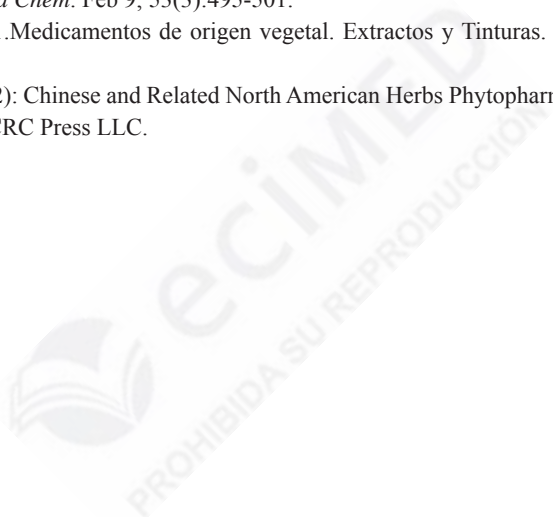 Chem. Feb 9; 53(3):495-501.
.Medicamentos de origen vegetal. Extractos y Tinturas.
2): Chinese and Related North American Herbs Phytopharm
CRC Press LLC.
ecimed
PROHIBIDA SU REPRODUCCIÓN